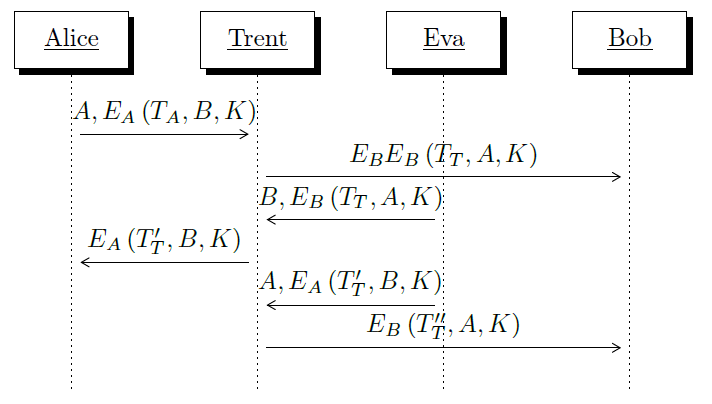 Alice Trent Eva Bob
A, E_A (T_A, B, K)
E_B E_B (T_T, A, K)
B, E_B (T_T, A, K)
E_A (T'_T, B, K)
A, E_A (T'_T, B, K)
E_B (T''_T, A, K)